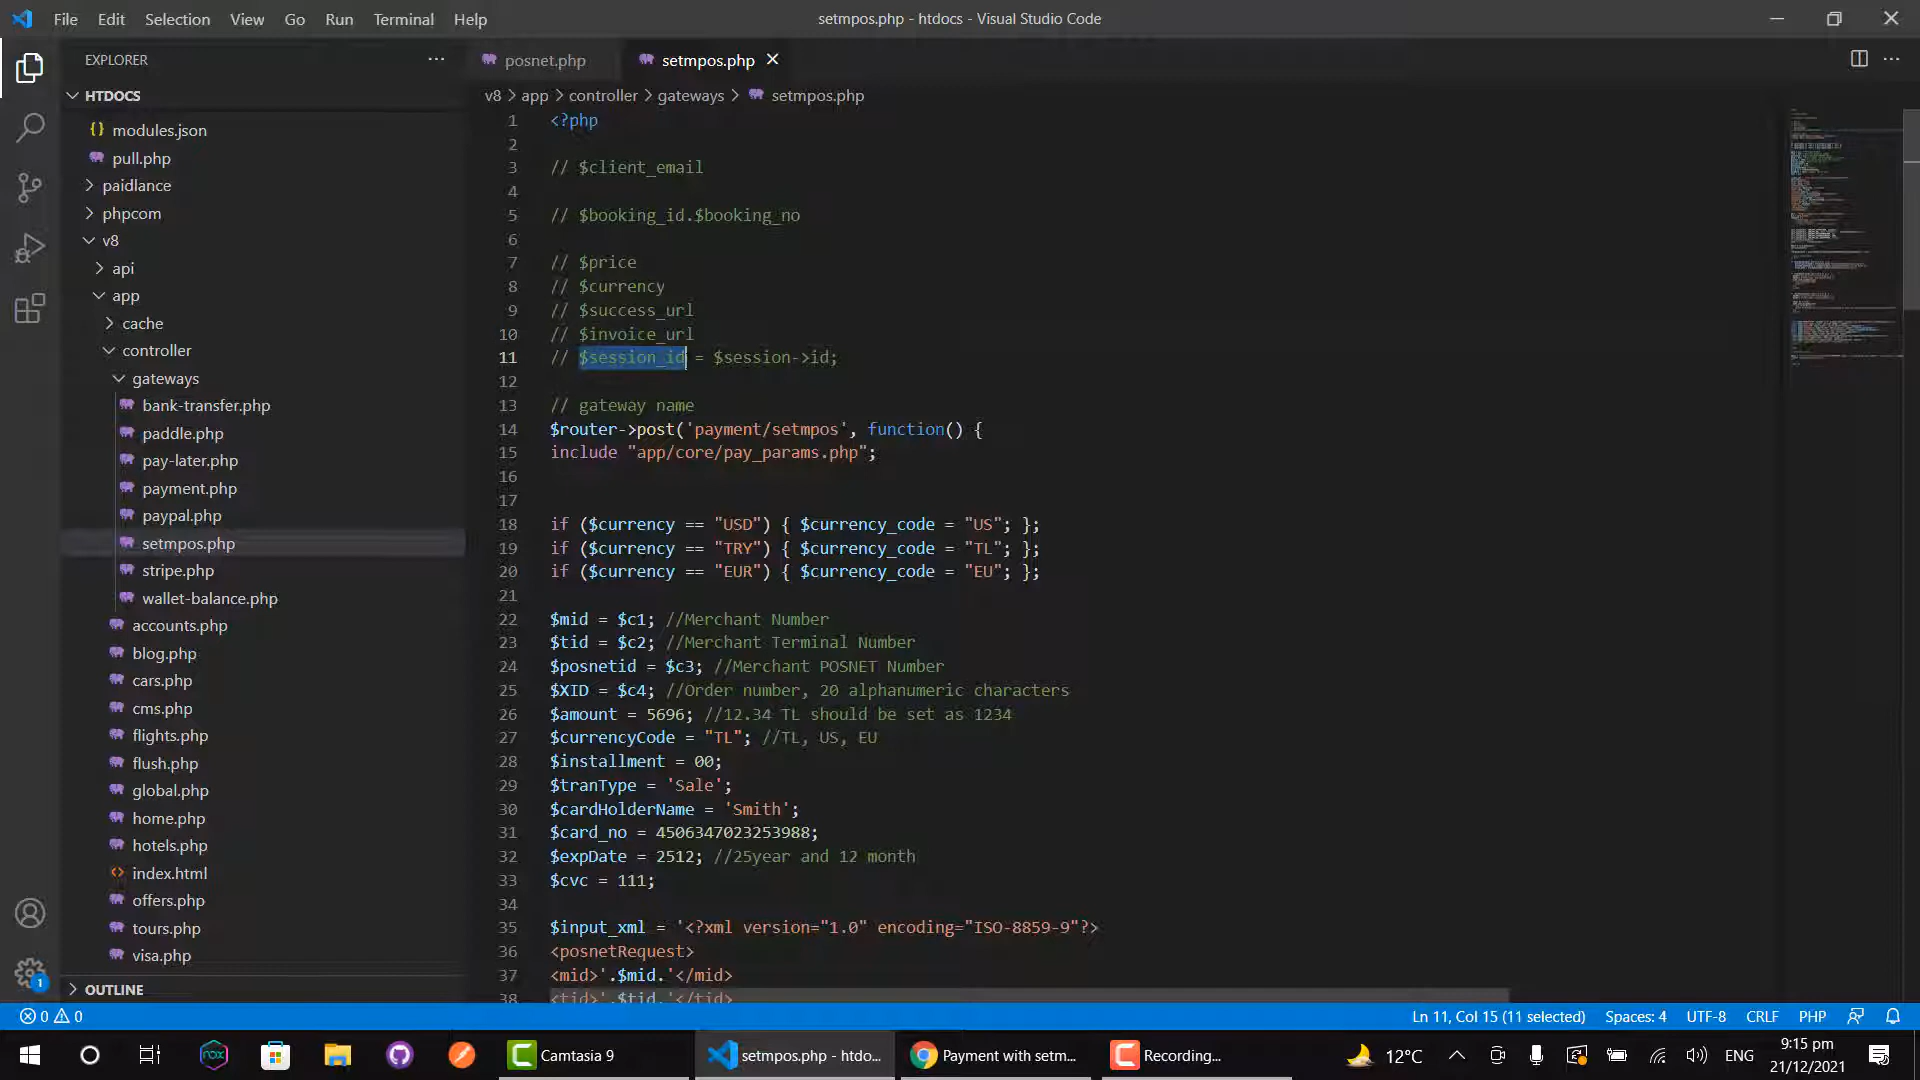 File Edit Selection View Go Run Terminal Help
setmpos.php - htdocs - Visual Studio Code
EXPLORER
HTDOCS
modules.json
pull.php
paidlance
phpcom
v8
api
app
cache
controller
gateways
bank-transfer.php
paddle.php
pay-later.php
payment.php
paypal.php
setmpos.php
stripe.php
wallet-balance.php
accounts.php
blog.php
cars.php
cms.php
flights.php
flush.php
global.php
home.php
hotels.php
index.html
offers.php
tours.php
visa.php
OUTLINE
posnet.php setmpos.php
v8 > app > controller > gateways > setmpos.php
1 <?php
2
3 // $client_email
4
5 // $booking_id.$booking_no
6
7 // $price
8 // $currency
9 // $success_url
10 // $invoice_url
11 // $session_id = $session->id;
12
13 // gateway name
14 $router->post('payment/setmpos', function() {
15 include "app/core/pay_params.php";
16
17
18 if ($currency == "USD") { $currency_code = "US"; };
19 if ($currency == "TRY") { $currency_code = "TL"; };
20 if ($currency == "EUR") { $currency_code = "EU"; };
21
22 $mid = $c1; //Merchant Number
23 $tid = $c2; //Merchant Terminal Number
24 $posnetid = $c3; //Merchant POSNET Number
25 $XID = $c4; //Order number, 20 alphanumeric characters
26 $amount = 5696; //12.34 TL should be set as 1234
27 $currencyCode = "TL"; //TL, US, EU
28 $installment = 00;
29 $tranType = 'Sale';
30 $cardHolderName = 'Smith';
31 $card_no = 4506347023253988;
32 $expDate = 2512; //25year and 12 month
33 $cvc = 111;
34
35 $input_xml = '<?xml version="1.0" encoding="ISO-8859-9"?>
36 <posnetRequest>
37 <mid>'.$mid.'</mid>
38 <tid>'.$tid.'</tid>
0 0
Ln 11, Col 15 (11 selected) Spaces: 4 UTF-8 CRLF PHP
1
nox
Camtasia 9
setmpos.php - htdo...
Payment with setm...
Recording...
12°C
ENG
9:15 pm
21/12/2021